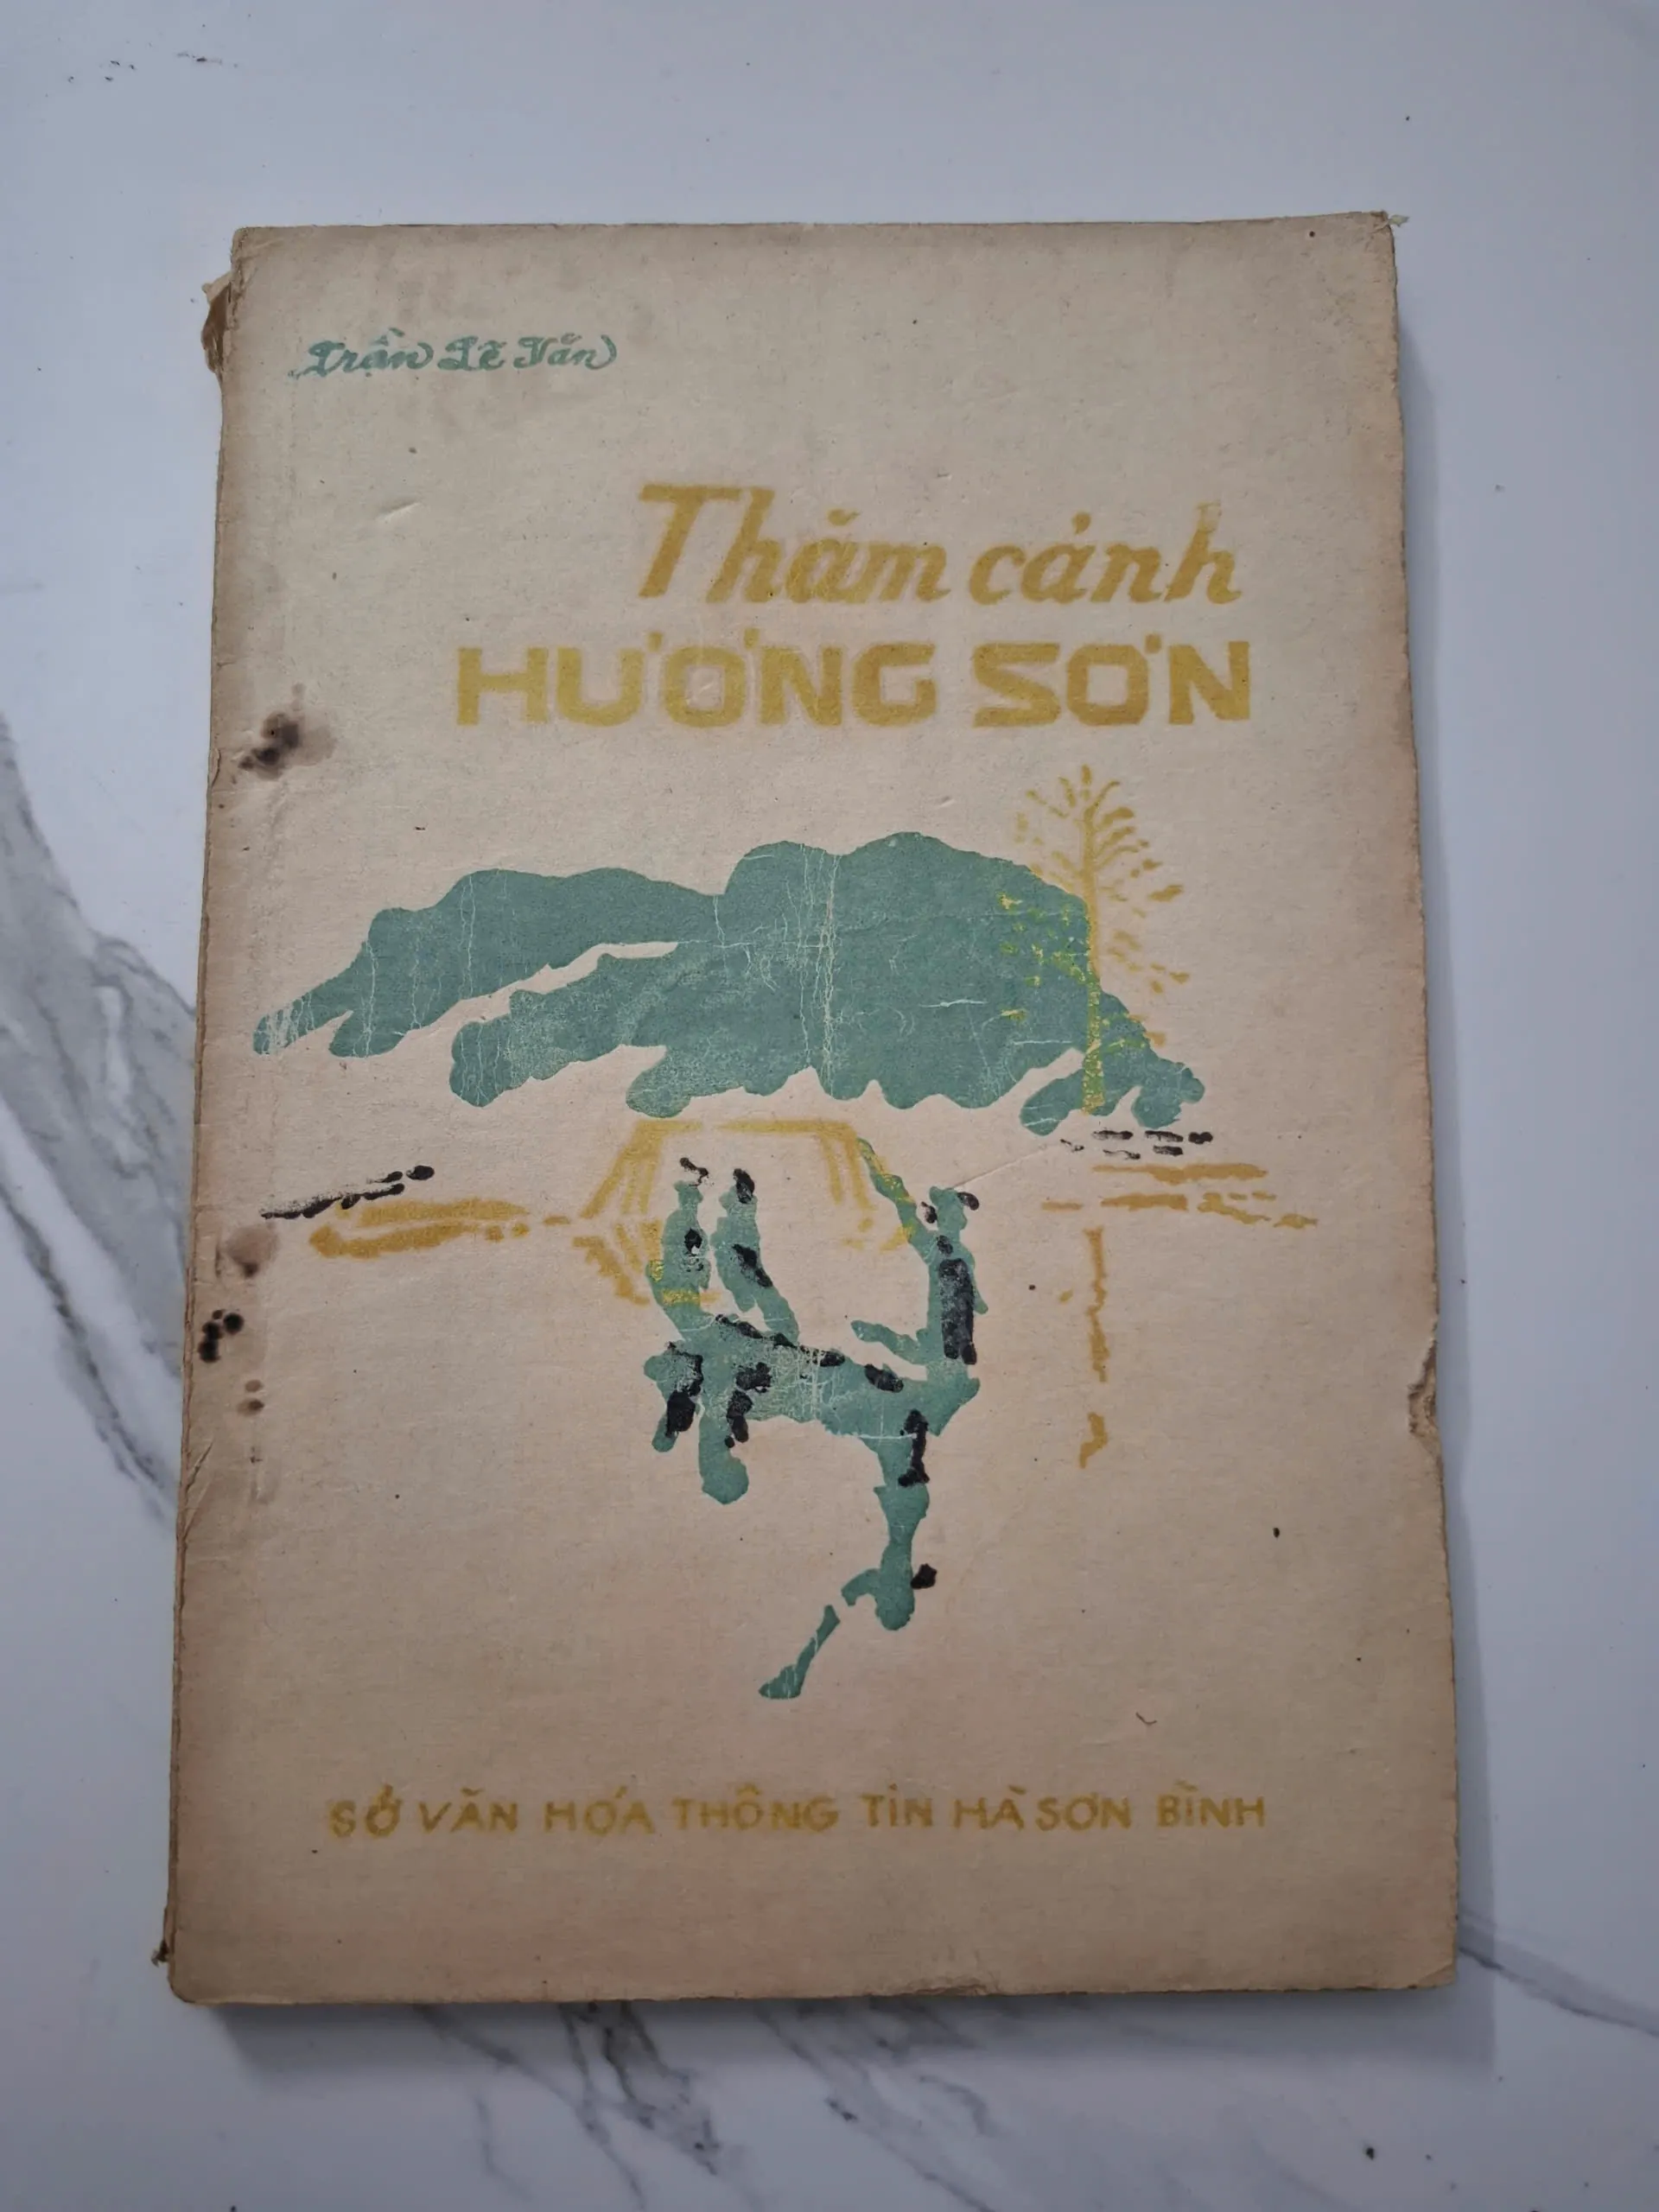 Trần Lê Văn
Thăm cảnh
HƯƠNG SƠN
SỞ VĂN HÓA THÔNG TIN HÀ SƠN BÌNH